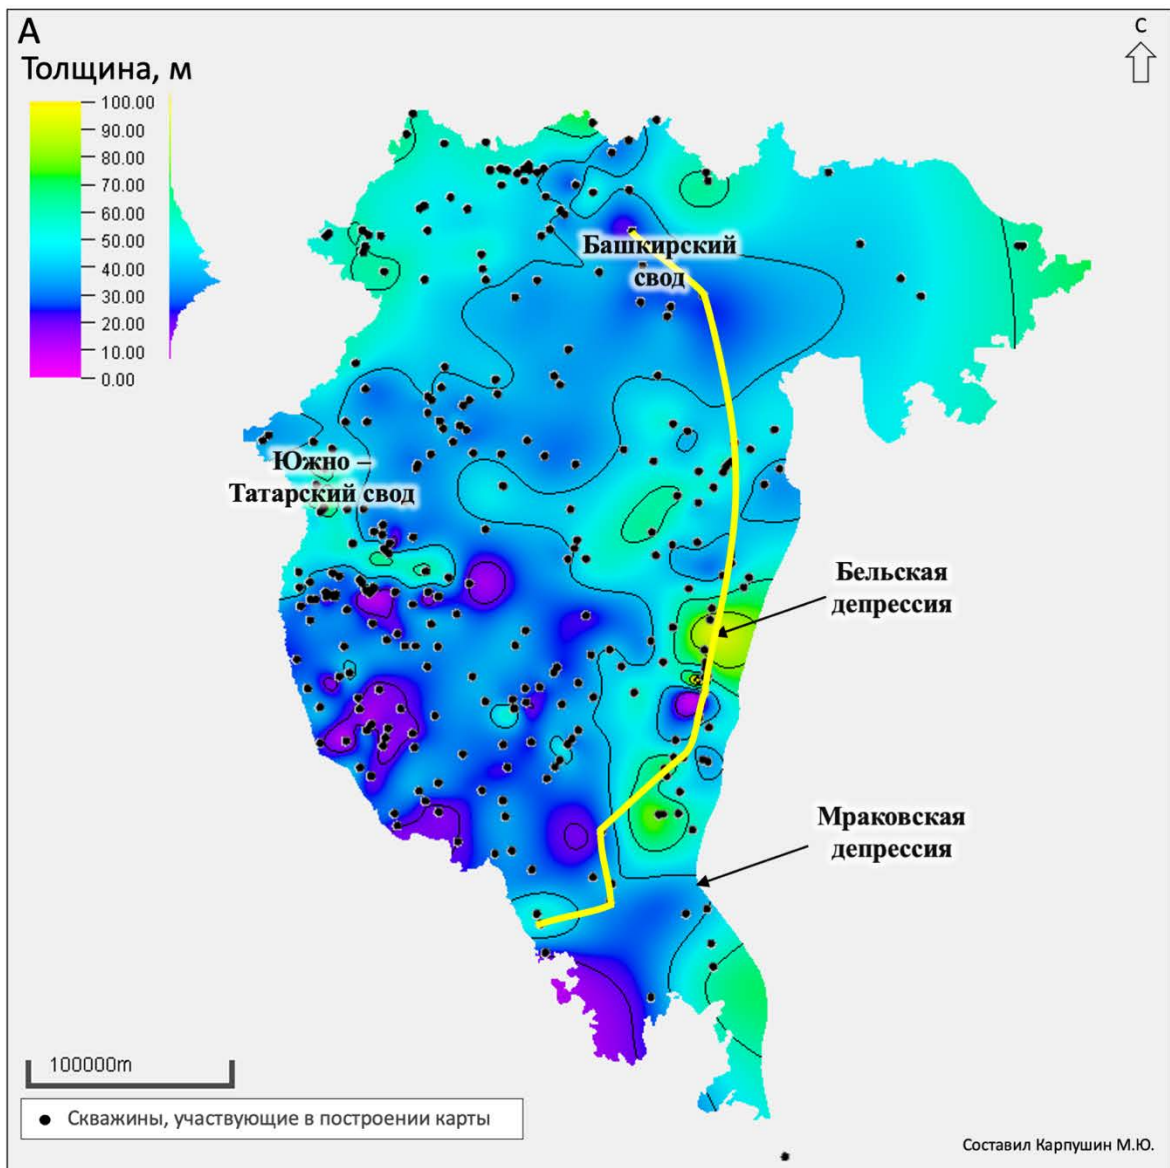 А
Толщина, м
100.00
90.00
80.00
70.00
60.00
50.00
40.00
30.00
20.00
10.00
0.00
С
Башкирский
свод
Южно –
Татарский свод
Бельская
депрессия
Мраковская
депрессия
100000m
Скважины, участвующие в построении карты
Составил Карпушин М.Ю.